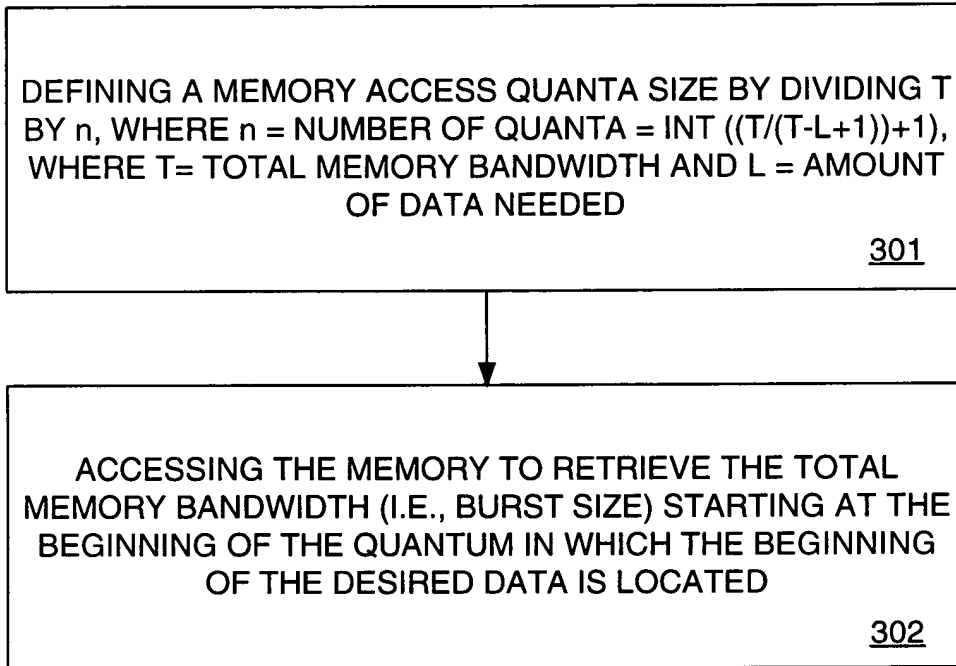 DEFINING A MEMORY ACCESS QUANTA SIZE BY DIVIDING T
BY n, WHERE n = NUMBER OF QUANTA = INT ((T/(T-L+1))+1),
WHERE T= TOTAL MEMORY BANDWIDTH AND L = AMOUNT
OF DATA NEEDED
301
ACCESSING THE MEMORY TO RETRIEVE THE TOTAL
MEMORY BANDWIDTH (I.E., BURST SIZE) STARTING AT THE
BEGINNING OF THE QUANTUM IN WHICH THE BEGINNING
OF THE DESIRED DATA IS LOCATED
302